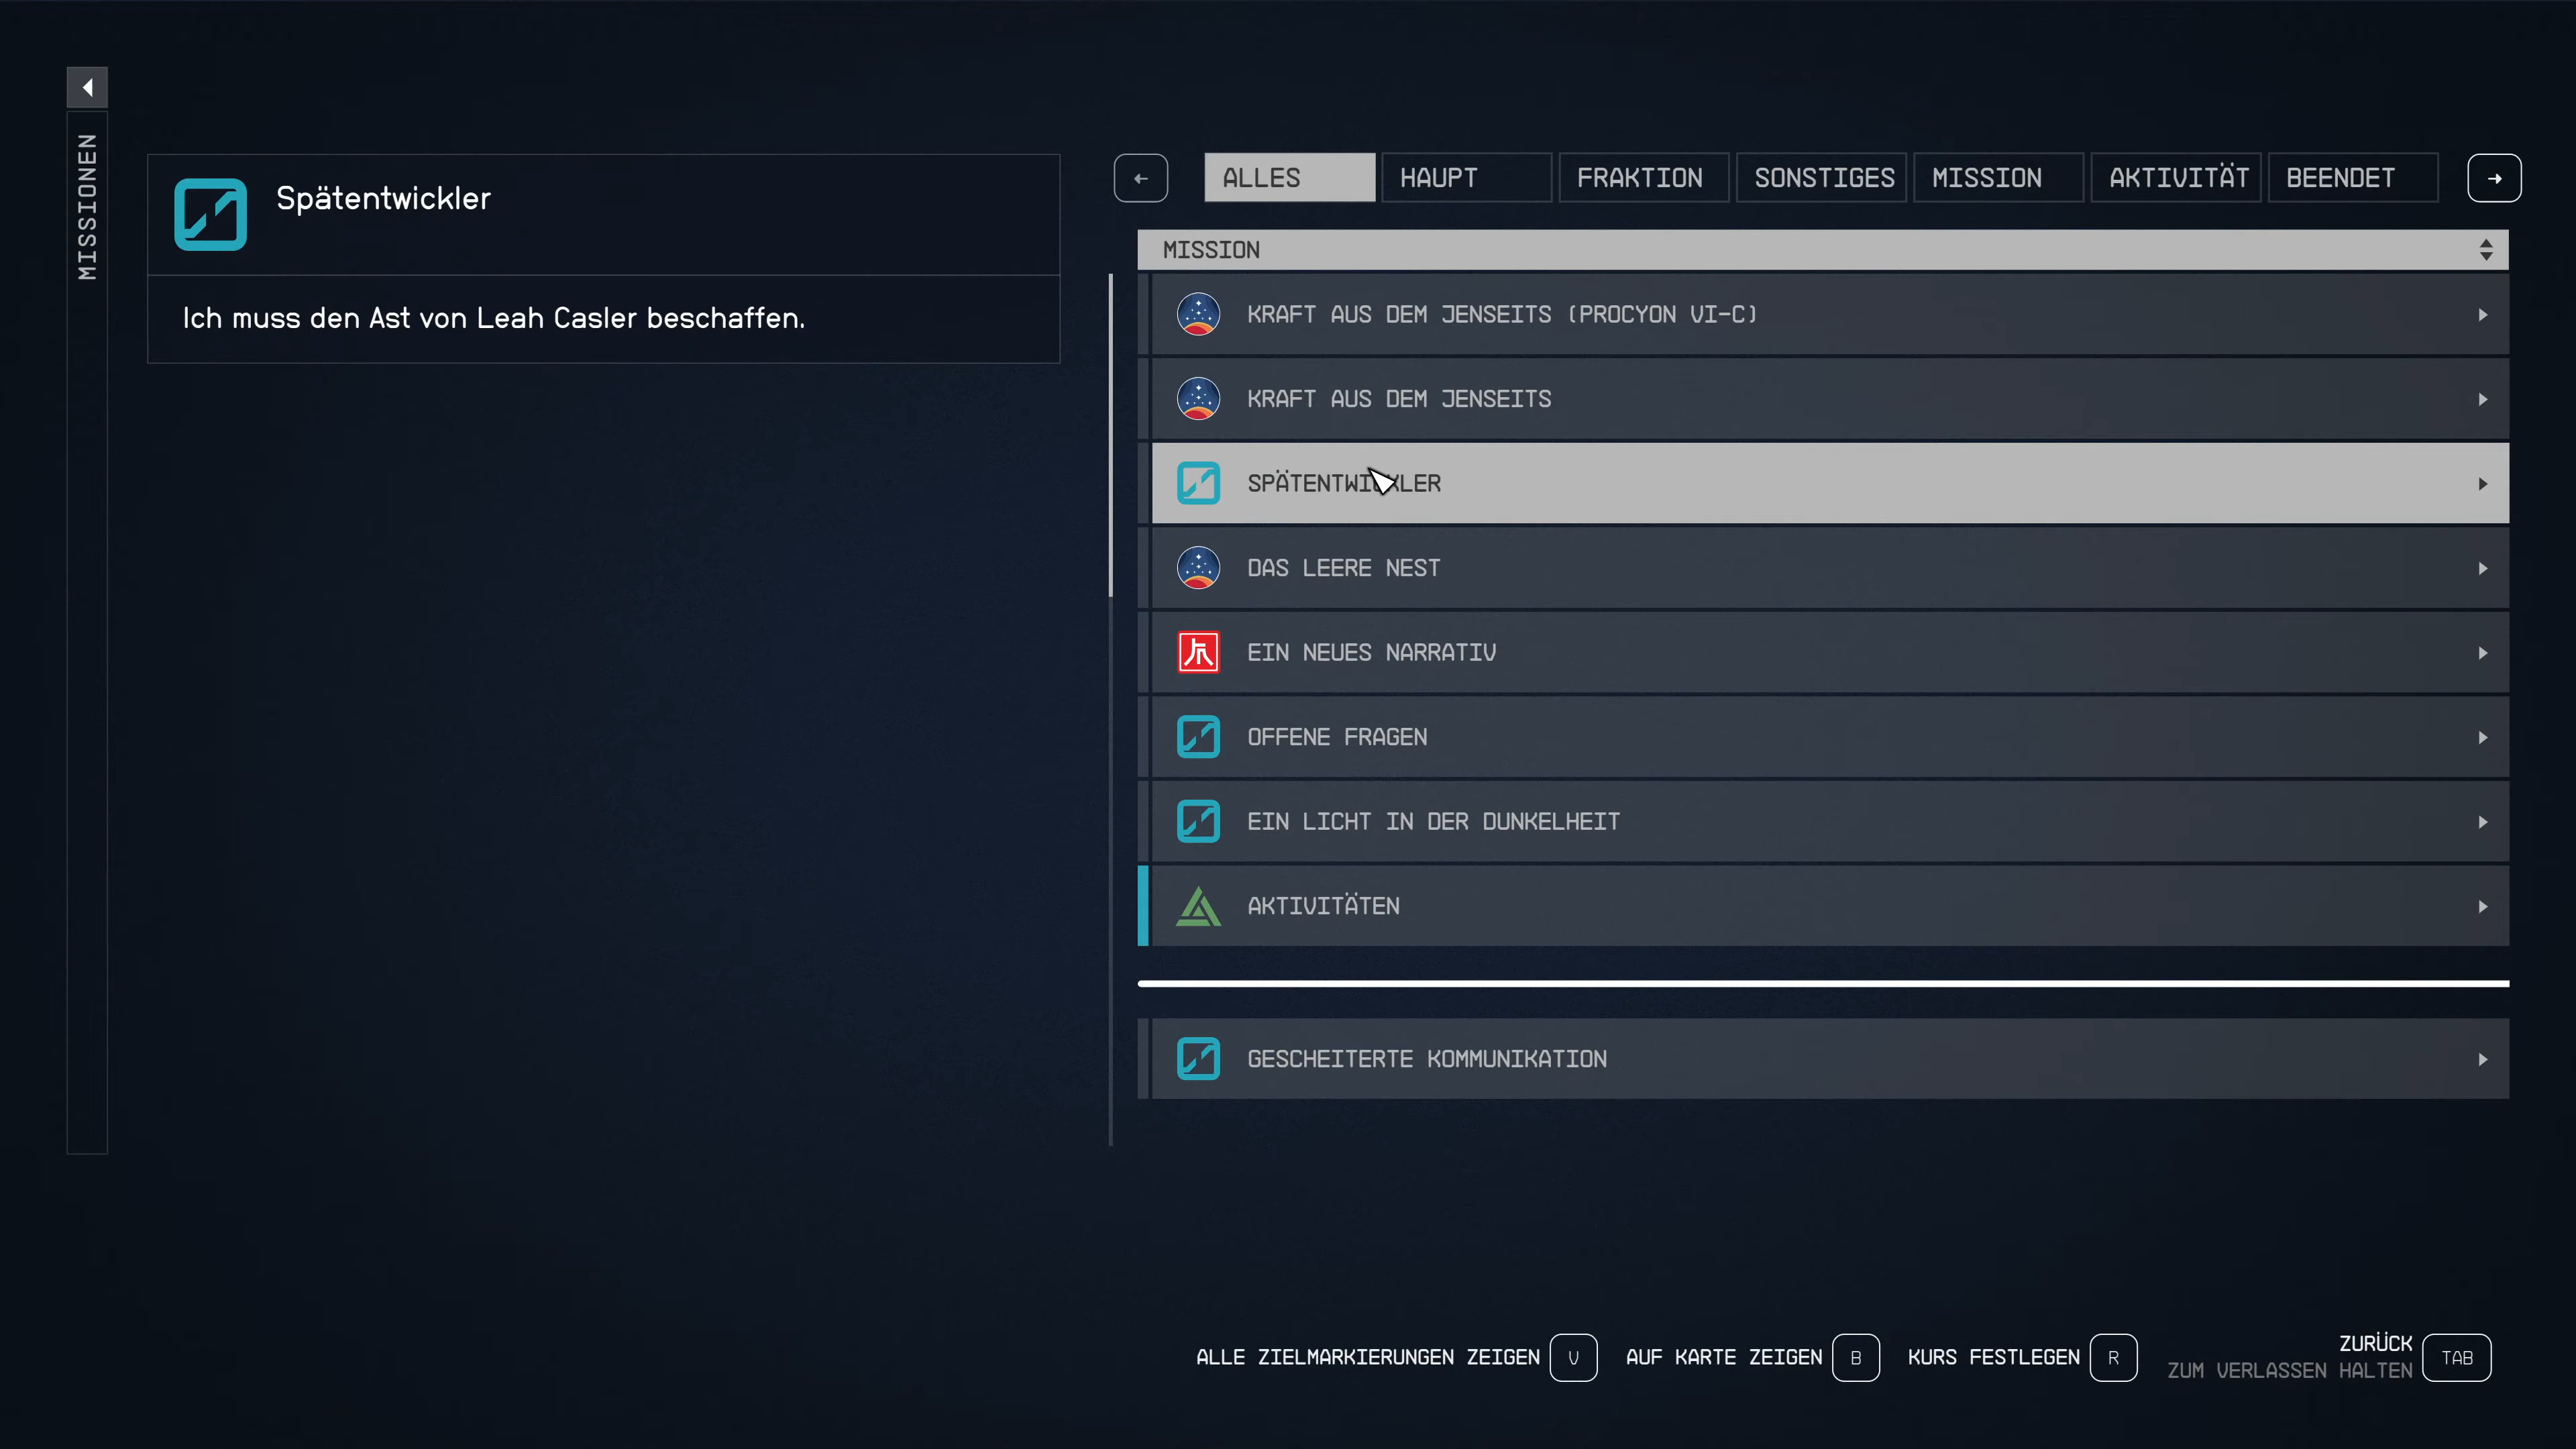 MISSIONEN
Spätentwickler
Ich muss den Ast von Leah Casler beschaffen.
ALLES HAUPT FRAKTION SONSTIGES MISSION AKTIVITÄT BEENDET
MISSION
KRAFT AUS DEM JENSEITS (PROCYON VI-C)
KRAFT AUS DEM JENSEITS
SPÄTENTWICKLER
DAS LEERE NEST
EIN NEUES NARRATIV
OFFENE FRAGEN
EIN LICHT IN DER DUNKELHEIT
AKTIVITÄTEN
GESCHEITERTE KOMMUNIKATION
ALLE ZIELMARKIERUNGEN ZEIGEN V AUF KARTE ZEIGEN B KURS FESTLEGEN R ZURÜCK TAB
ZUM VERLASSEN HALTEN